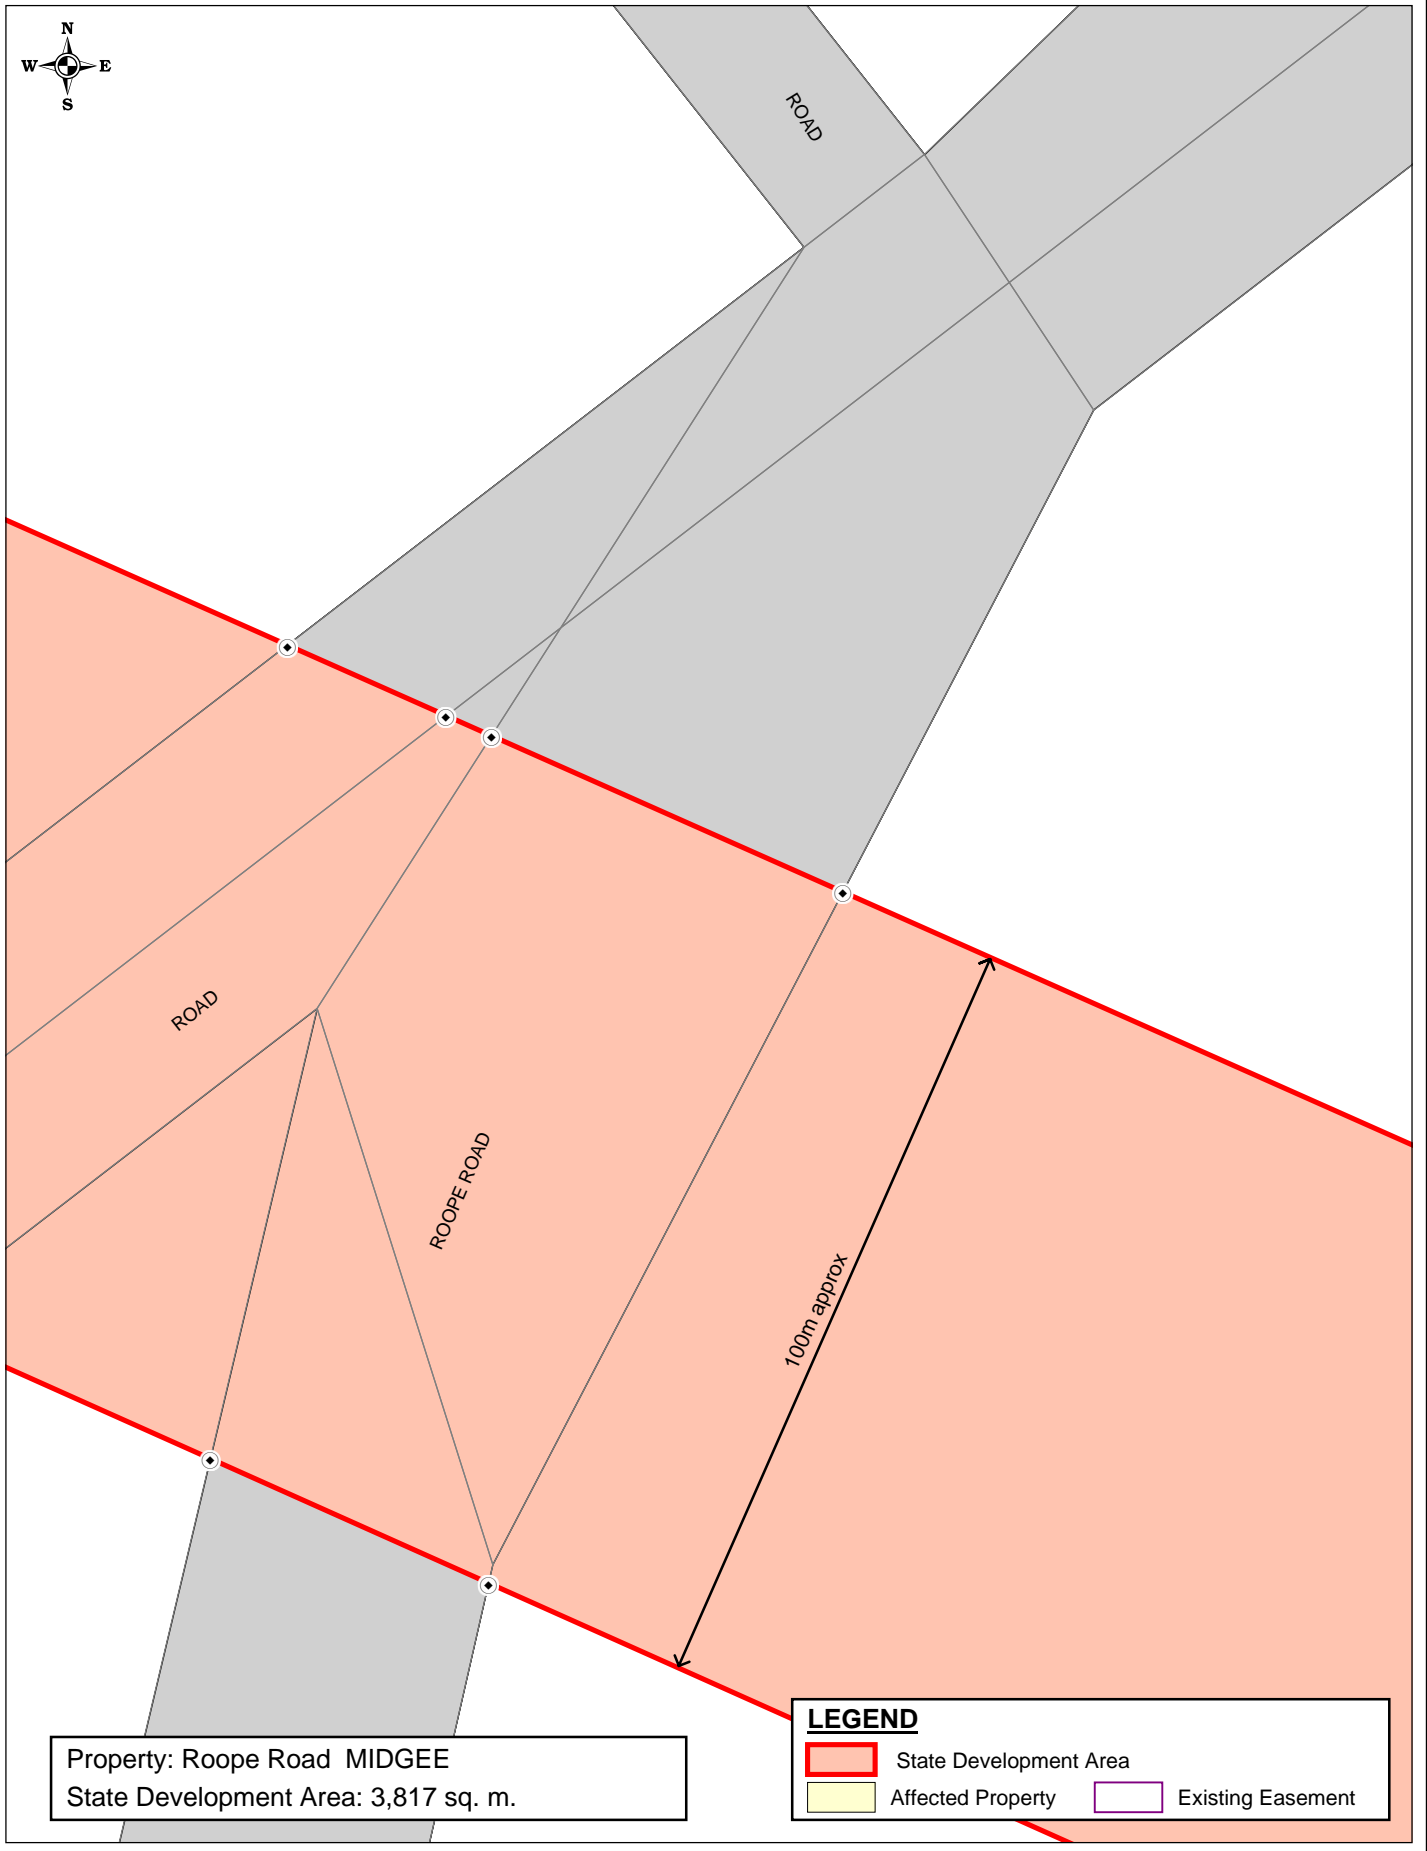 N
W E
S
ROAD
ROAD
ROOPE ROAD
100m approx
Property: Roope Road MIDGEE
State Development Area: 3,817 sq. m.
LEGEND
State Development Area
Affected Property
Existing Easement